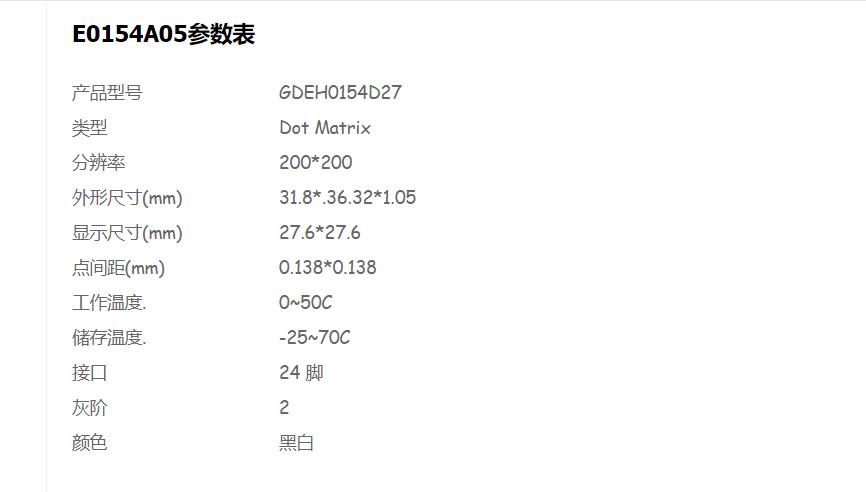 E0154A05参数表
产品型号 GDEH0154D27
类型 Dot Matrix
分辨率 200*200
外形尺寸(mm) 31.8*.36.32*1.05
显示尺寸(mm) 27.6*27.6
点间距(mm) 0.138*0.138
工作温度. 0~50C
储存温度. -25~70C
接口 24 脚
灰阶 2
颜色 黑白